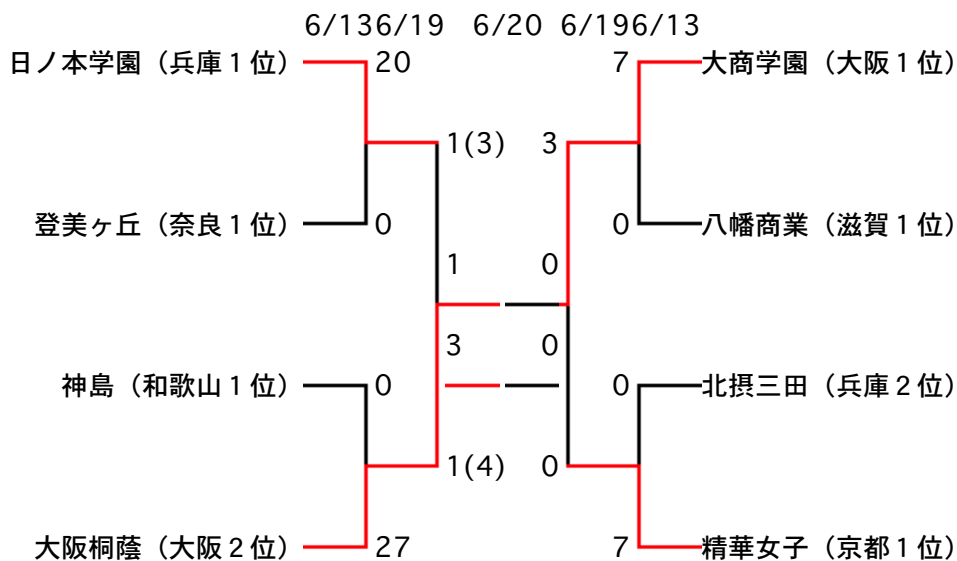 6/136/19 6/20 6/196/13
日ノ本学園（兵庫１位） 20 7 大商学園（大阪１位）
1(3) 3
登美ヶ丘（奈良１位） 0 0 八幡商業（滋賀１位）
1 0
3 0
神島（和歌山１位） 0 0 北摂三田（兵庫２位）
1(4) 0
大阪桐蔭（大阪２位） 27 7 精華女子（京都１位）